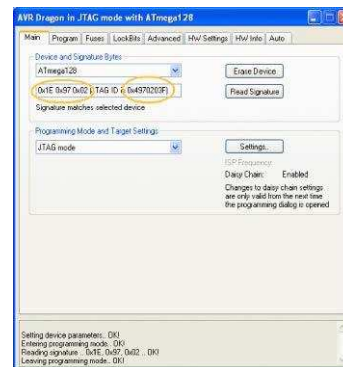 AVR Dragon in JTAG mode with ATmega128
Main Program Fuses LockBits Advanced HW Settings HW Info Auto
Device and Signature Bytes
ATmega128 Erase Device
0x1E 0x97 0x02 JTAG ID is 0x4970203F) Read Signature
Signature matches selected device
Programming Mode and Target Settings
JTAG mode Settings...
ISP Frequency:
Daisy Chain: Enabled
Changes to daisy chain settings
are only valid from the next time
the programming dialog is opened
Setting device parameters.. OK!
Entering programming mode.. OK!
Reading signature .. 0x1E, 0x97, 0x02 .. OK!
Leaving programming mode.. OK!